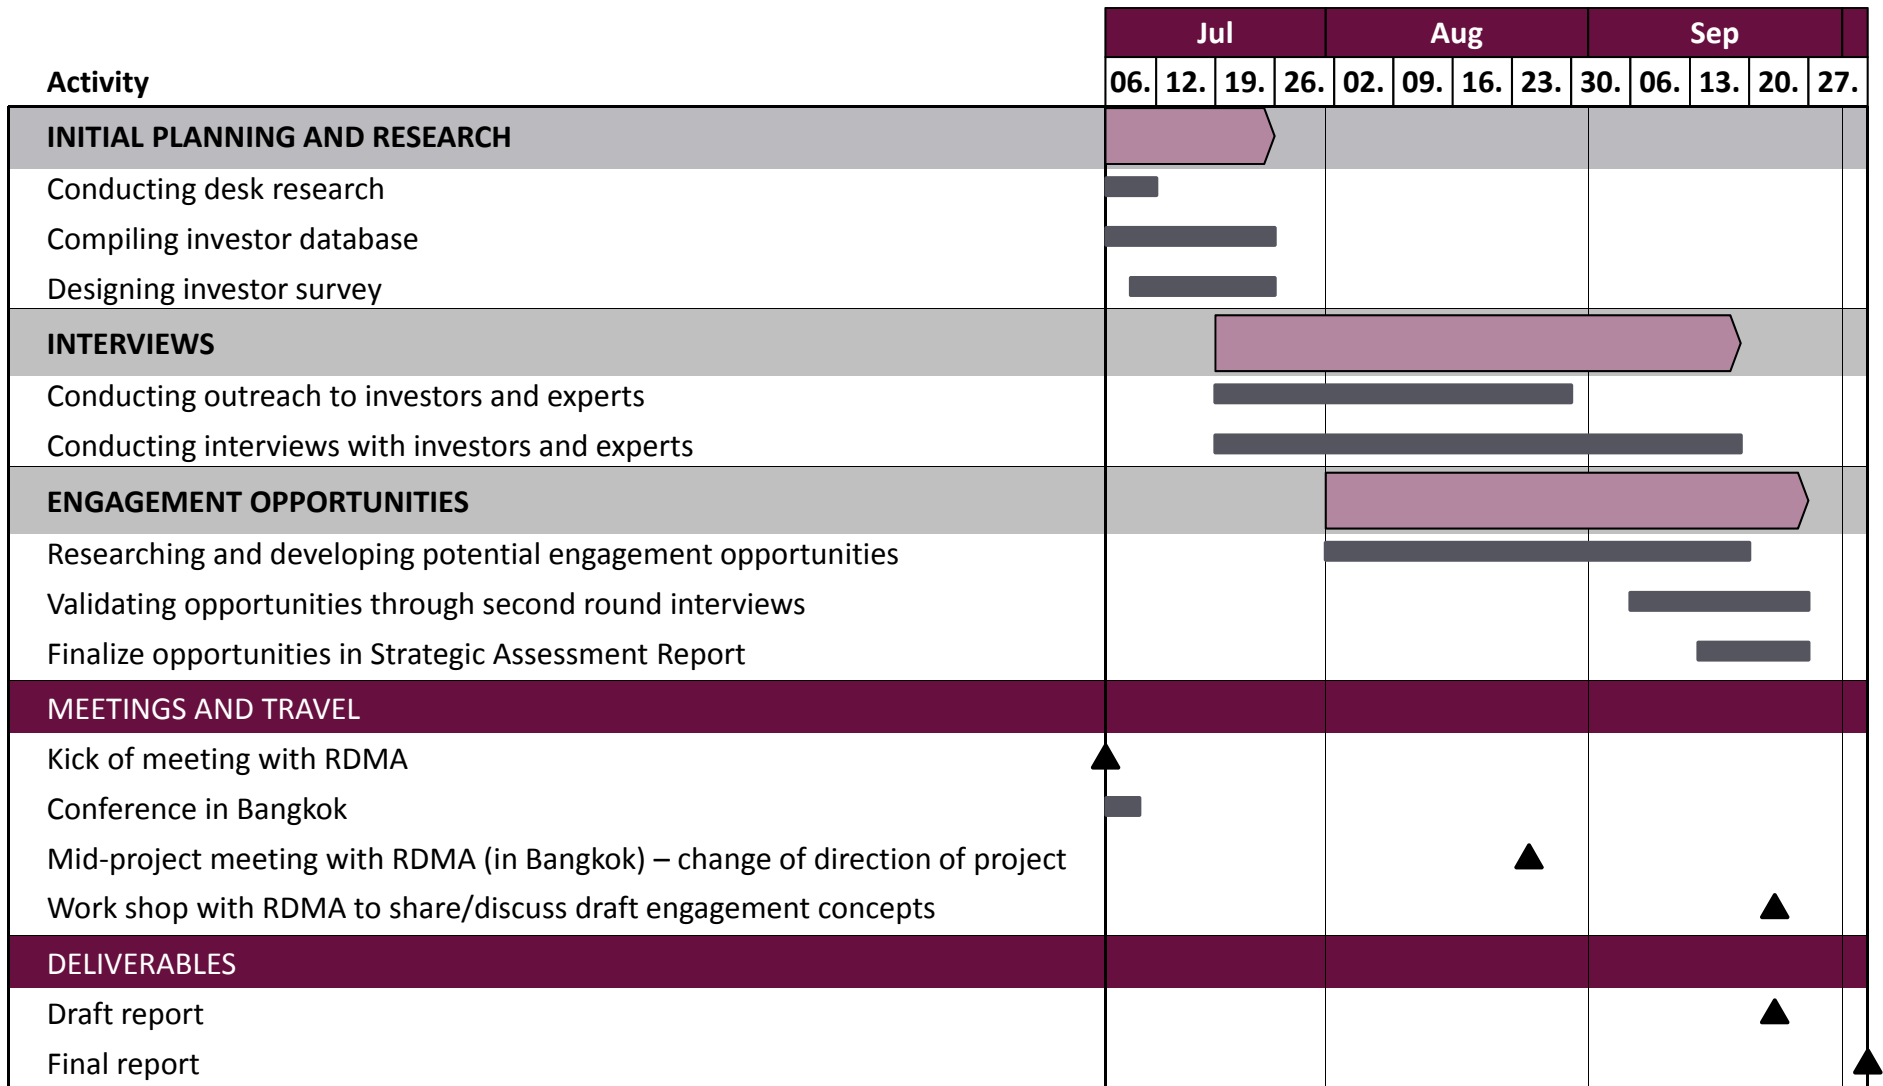 Jul Aug Sep
Activity 06. 12. 19. 26. 02. 09. 16. 23. 30. 06. 13. 20. 27.
INITIAL PLANNING AND RESEARCH
Conducting desk research
Compiling investor database
Designing investor survey
INTERVIEWS
Conducting outreach to investors and experts
Conducting interviews with investors and experts
ENGAGEMENT OPPORTUNITIES
Researching and developing potential engagement opportunities
Validating opportunities through second round interviews
Finalize opportunities in Strategic Assessment Report
MEETINGS AND TRAVEL
Kick of meeting with RDMA
Conference in Bangkok
Mid-project meeting with RDMA (in Bangkok) – change of direction of project
Work shop with RDMA to share/discuss draft engagement concepts
DELIVERABLES
Draft report
Final report